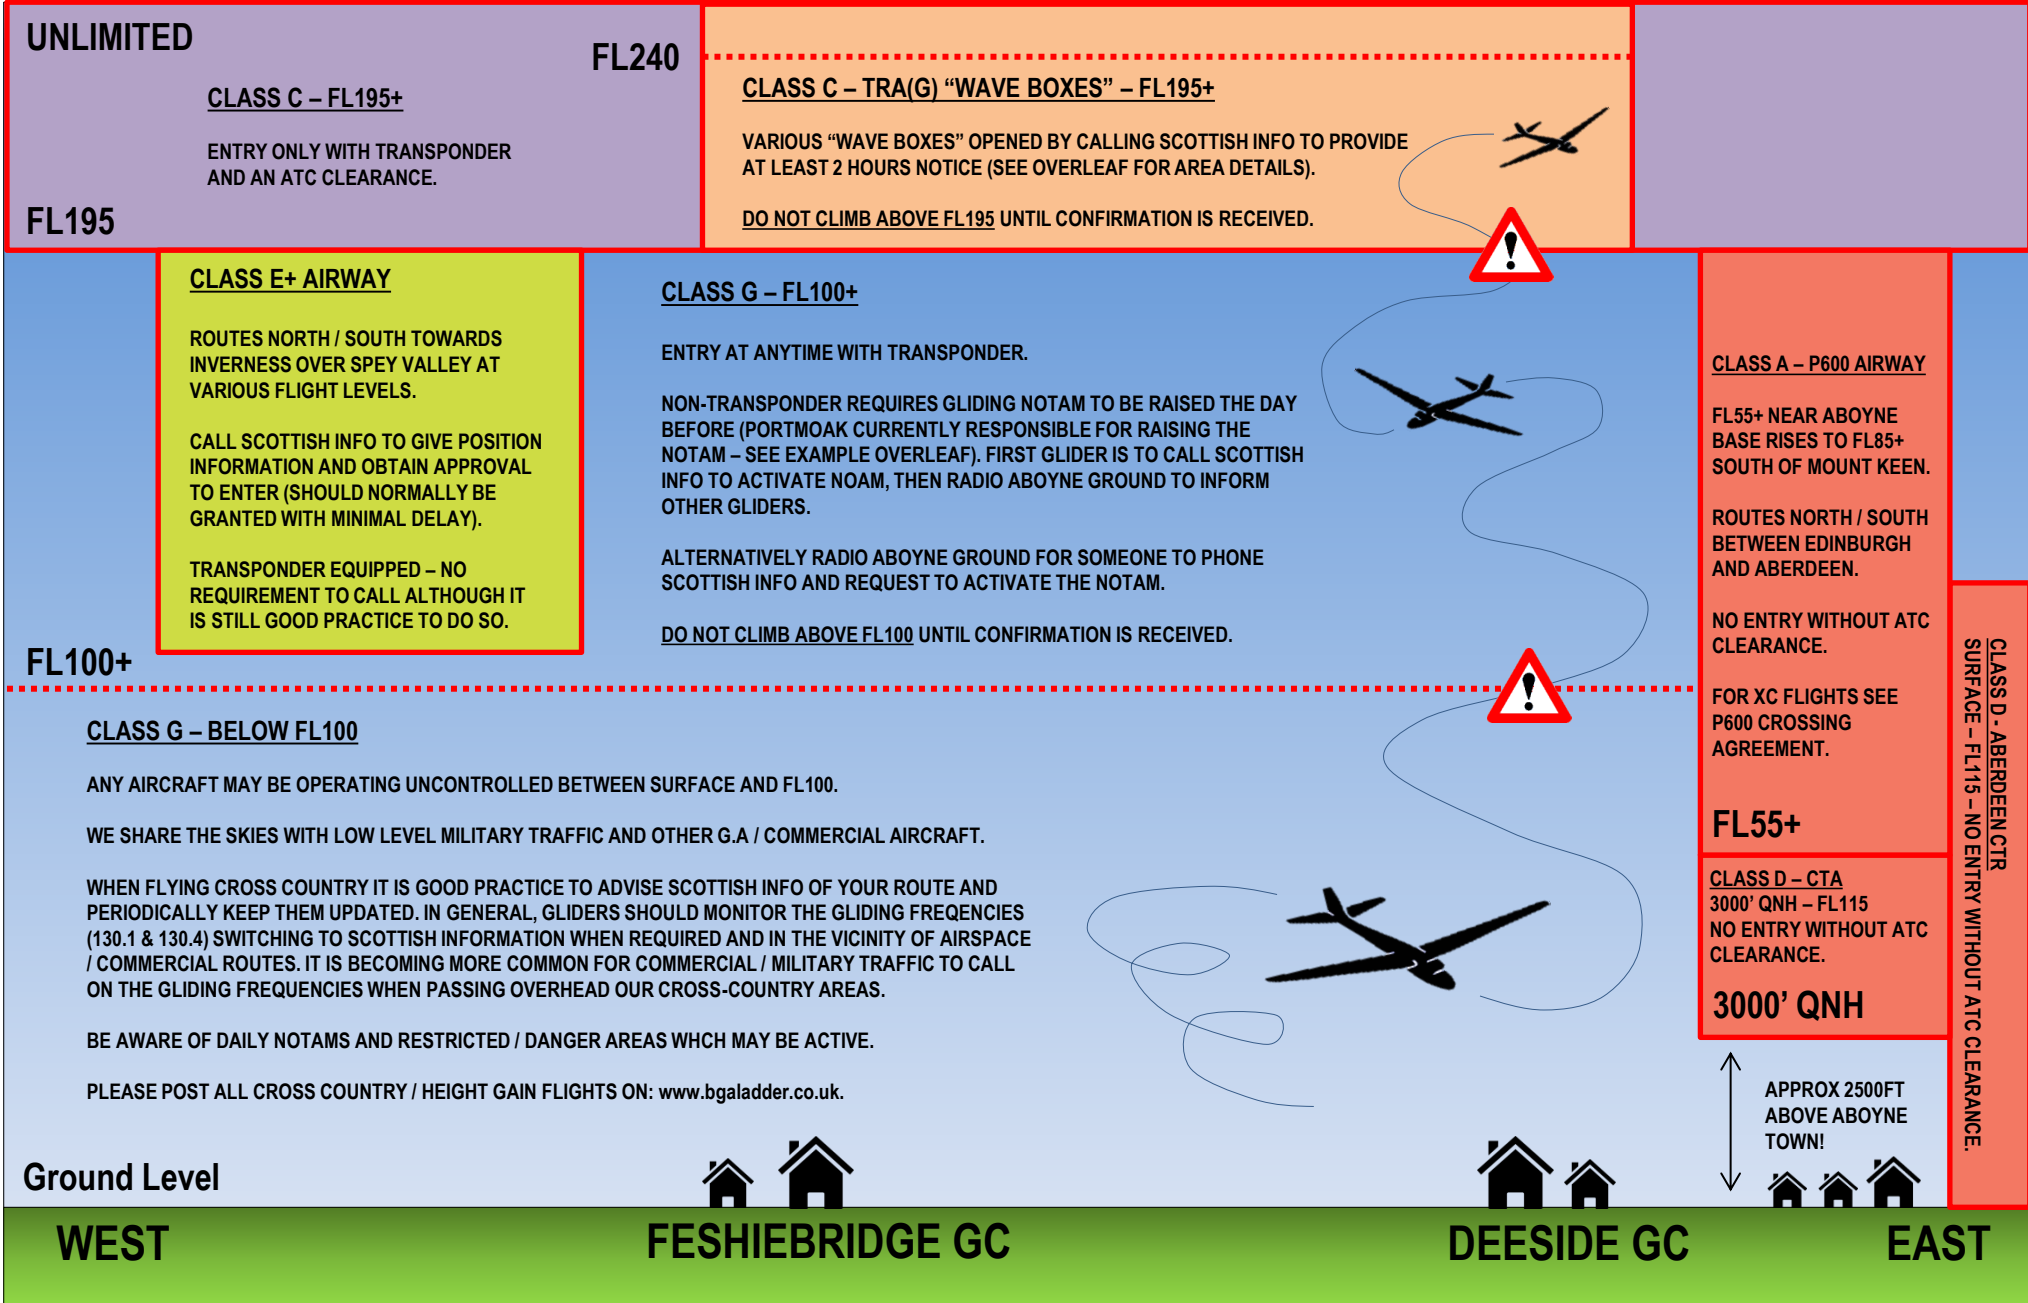 UNLIMITED
FL240
CLASS C – FL195+
ENTRY ONLY WITH TRANSPONDER
AND AN ATC CLEARANCE.
FL195
CLASS C – TRA(G) “WAVE BOXES” – FL195+
VARIOUS “WAVE BOXES” OPENED BY CALLING SCOTTISH INFO TO PROVIDE
AT LEAST 2 HOURS NOTICE (SEE OVERLEAF FOR AREA DETAILS).
DO NOT CLIMB ABOVE FL195 UNTIL CONFIRMATION IS RECEIVED.
!
CLASS E+ AIRWAY
ROUTES NORTH / SOUTH TOWARDS
INVERNESS OVER SPEY VALLEY AT
VARIOUS FLIGHT LEVELS.
CALL SCOTTISH INFO TO GIVE POSITION
INFORMATION AND OBTAIN APPROVAL
TO ENTER (SHOULD NORMALLY BE
GRANTED WITH MINIMAL DELAY).
TRANSPONDER EQUIPPED – NO
REQUIREMENT TO CALL ALTHOUGH IT
IS STILL GOOD PRACTICE TO DO SO.
CLASS G – FL100+
ENTRY AT ANYTIME WITH TRANSPONDER.
NON-TRANSPONDER REQUIRES GLIDING NOTAM TO BE RAISED THE DAY
BEFORE (PORTMOAK CURRENTLY RESPONSIBLE FOR RAISING THE
NOTAM – SEE EXAMPLE OVERLEAF). FIRST GLIDER IS TO CALL SCOTTISH
INFO TO ACTIVATE NOAM, THEN RADIO ABOYNE GROUND TO INFORM
OTHER GLIDERS.
ALTERNATIVELY RADIO ABOYNE GROUND FOR SOMEONE TO PHONE
SCOTTISH INFO AND REQUEST TO ACTIVATE THE NOTAM.
DO NOT CLIMB ABOVE FL100 UNTIL CONFIRMATION IS RECEIVED.
FL100+
!
CLASS A – P600 AIRWAY
FL55+ NEAR ABOYNE
BASE RISES TO FL85+
SOUTH OF MOUNT KEEN.
ROUTES NORTH / SOUTH
BETWEEN EDINBURGH
AND ABERDEEN.
NO ENTRY WITHOUT ATC
CLEARANCE.
FOR XC FLIGHTS SEE
P600 CROSSING
AGREEMENT.
FL55+
CLASS D – CTA
3000’ QNH – FL115
NO ENTRY WITHOUT ATC
CLEARANCE.
3000’ QNH
CLASS D - ABERDEEN CTR
SURFACE – FL115 – NO ENTRY WITHOUT ATC CLEARANCE.
CLASS G – BELOW FL100
ANY AIRCRAFT MAY BE OPERATING UNCONTROLLED BETWEEN SURFACE AND FL100.
WE SHARE THE SKIES WITH LOW LEVEL MILITARY TRAFFIC AND OTHER G.A / COMMERCIAL AIRCRAFT.
WHEN FLYING CROSS COUNTRY IT IS GOOD PRACTICE TO ADVISE SCOTTISH INFO OF YOUR ROUTE AND
PERIODICALLY KEEP THEM UPDATED. IN GENERAL, GLIDERS SHOULD MONITOR THE GLIDING FREQENCIES
(130.1 & 130.4) SWITCHING TO SCOTTISH INFORMATION WHEN REQUIRED AND IN THE VICINITY OF AIRSPACE
/ COMMERCIAL ROUTES. IT IS BECOMING MORE COMMON FOR COMMERCIAL / MILITARY TRAFFIC TO CALL
ON THE GLIDING FREQUENCIES WHEN PASSING OVERHEAD OUR CROSS-COUNTRY AREAS.
BE AWARE OF DAILY NOTAMS AND RESTRICTED / DANGER AREAS WHCH MAY BE ACTIVE.
PLEASE POST ALL CROSS COUNTRY / HEIGHT GAIN FLIGHTS ON: www.bgaladder.co.uk.
APPROX 2500FT
ABOVE ABOYNE
TOWN!
Ground Level
WEST
FESHIEBRIDGE GC
DEESIDE GC
EAST